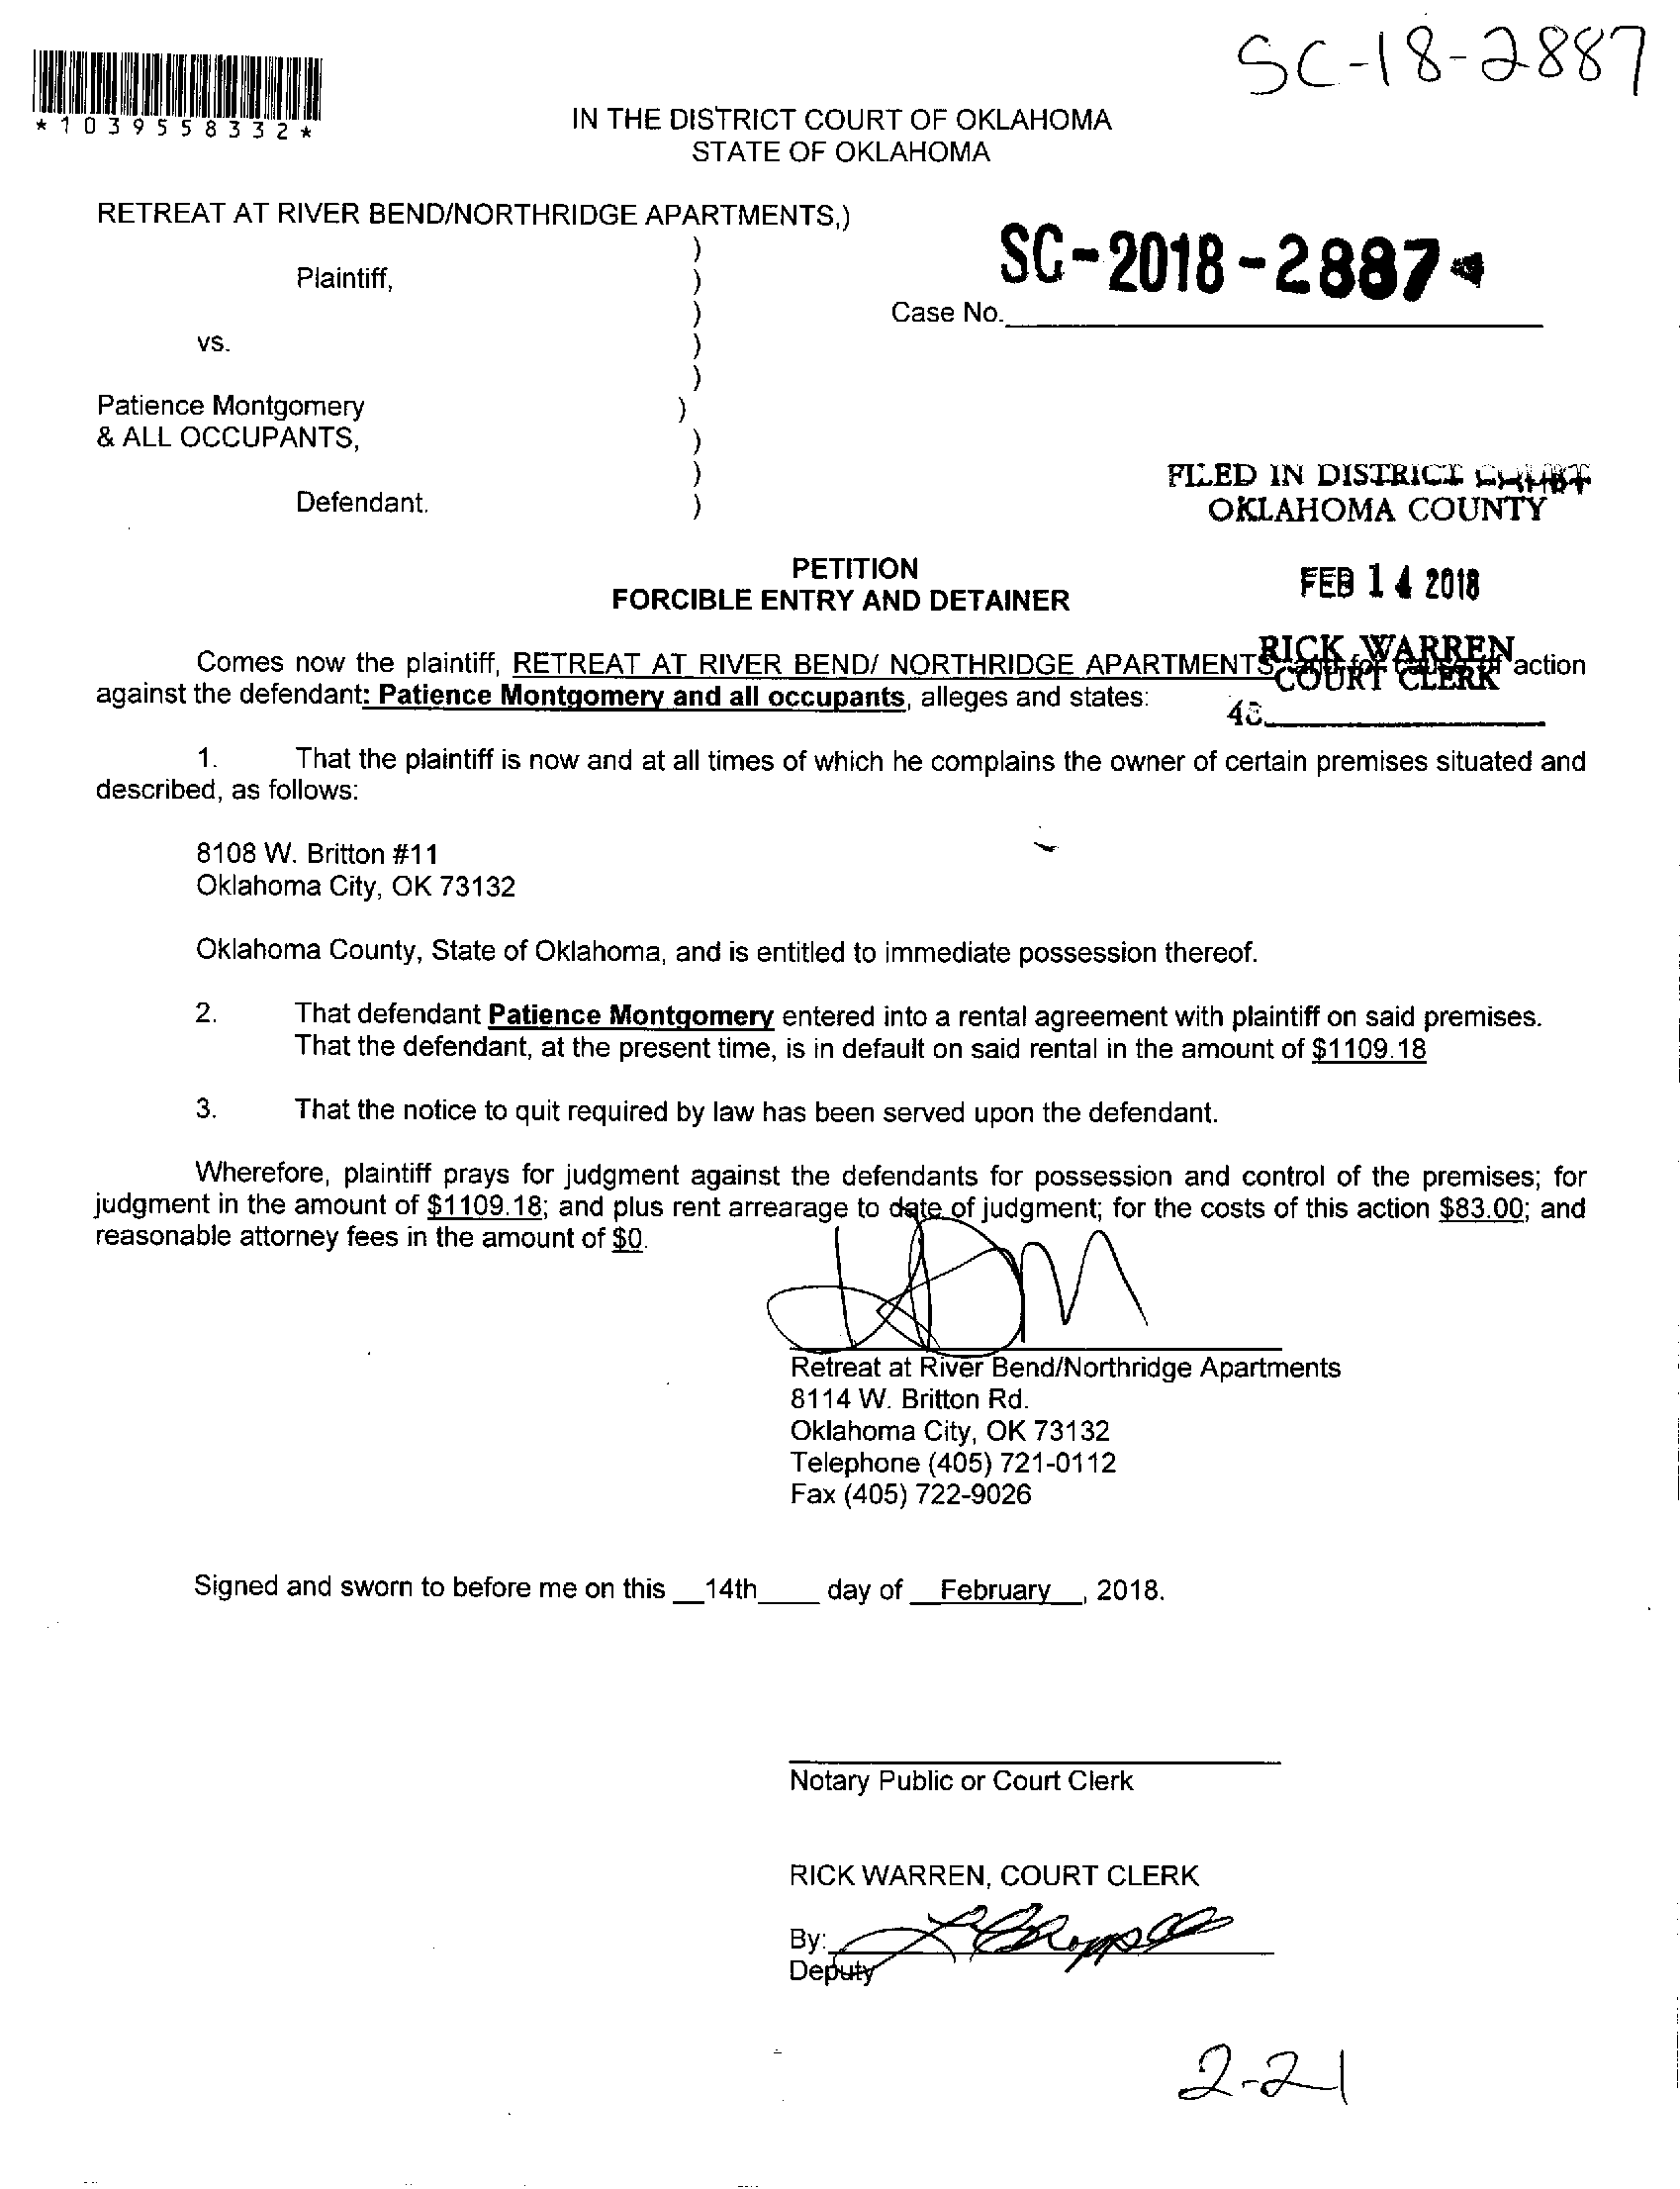 SC-18-2887
*1039558332*
IN THE DISTRICT COURT OF OKLAHOMA
STATE OF OKLAHOMA
RETREAT AT RIVER BEND/NORTHRIDGE APARTMENTS,)
)
Plaintiff, )
SC-2018-2887
) Case No.
vs. )
)
Patience Montgomery )
& ALL OCCUPANTS, )
)
Defendant. )
FILED IN DISTRICT COURT
OKLAHOMA COUNTY
FEB 14 2018
RICK WARREN
COURT CLERK
48
PETITION
FORCIBLE ENTRY AND DETAINER
Comes now the plaintiff, RETREAT AT RIVER BEND/ NORTHRIDGE APARTMENTS action
against the defendant: Patience Montgomery and all occupants, alleges and states:
1. That the plaintiff is now and at all times of which he complains the owner of certain premises situated and
described, as follows:
8108 W. Britton #11
Oklahoma City, OK 73132
Oklahoma County, State of Oklahoma, and is entitled to immediate possession thereof.
2. That defendant Patience Montgomery entered into a rental agreement with plaintiff on said premises.
That the defendant, at the present time, is in default on said rental in the amount of $1109.18
3. That the notice to quit required by law has been served upon the defendant.
Wherefore, plaintiff prays for judgment against the defendants for possession and control of the premises; for
judgment in the amount of $1109.18; and plus rent arrearage to date of judgment; for the costs of this action $83.00; and
reasonable attorney fees in the amount of $0.
Retreat at River Bend/Northridge Apartments
8114 W. Britton Rd.
Oklahoma City, OK 73132
Telephone (405) 721-0112
Fax (405) 722-9026
Signed and sworn to before me on this __14th____ day of __February__, 2018.
Notary Public or Court Clerk
RICK WARREN, COURT CLERK
By:
Deputy
2-21